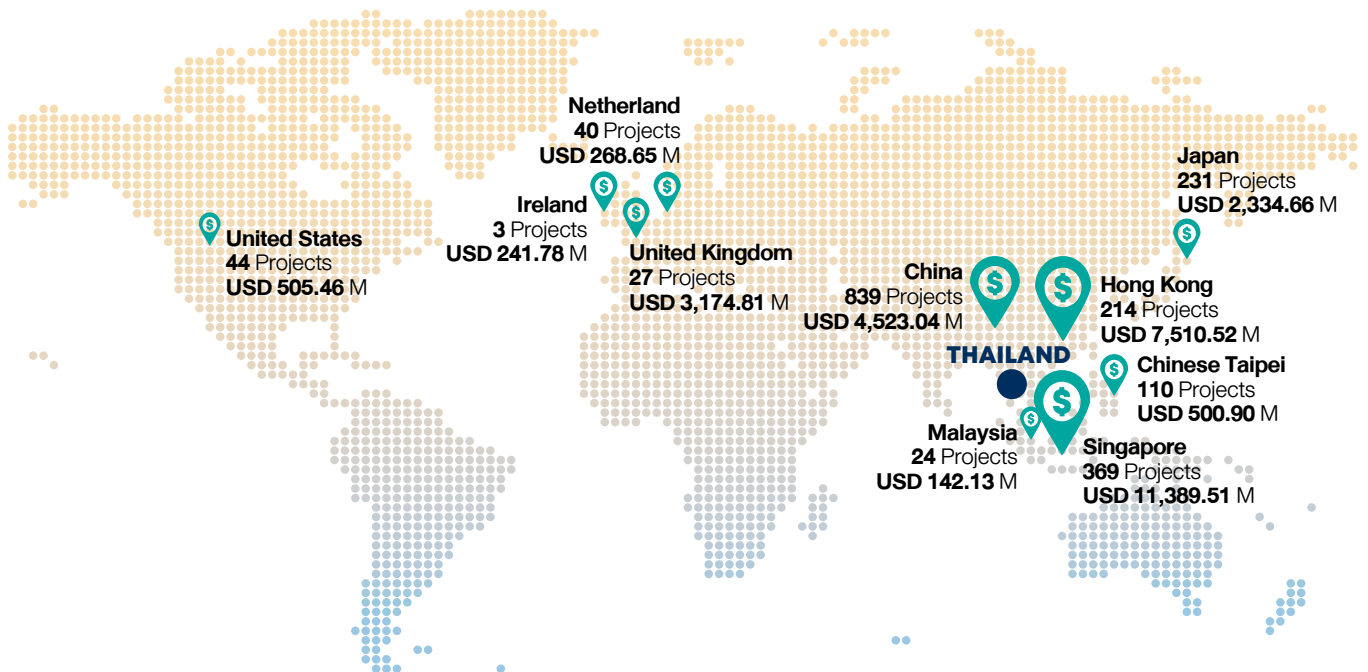 Netherland
40 Projects
USD 268.65 M
Japan
231 Projects
USD 2,334.66 M
Ireland
3 Projects
USD 241.78 M
United States
44 Projects
USD 505.46 M
United Kingdom
27 Projects
USD 3,174.81 M
China
839 Projects
USD 4,523.04 M
Hong Kong
214 Projects
USD 7,510.52 M
THAILAND
Chinese Taipei
110 Projects
USD 500.90 M
Malaysia
24 Projects
USD 142.13 M
Singapore
369 Projects
USD 11,389.51 M
$
$
$
$
$
$
$
$
$
$